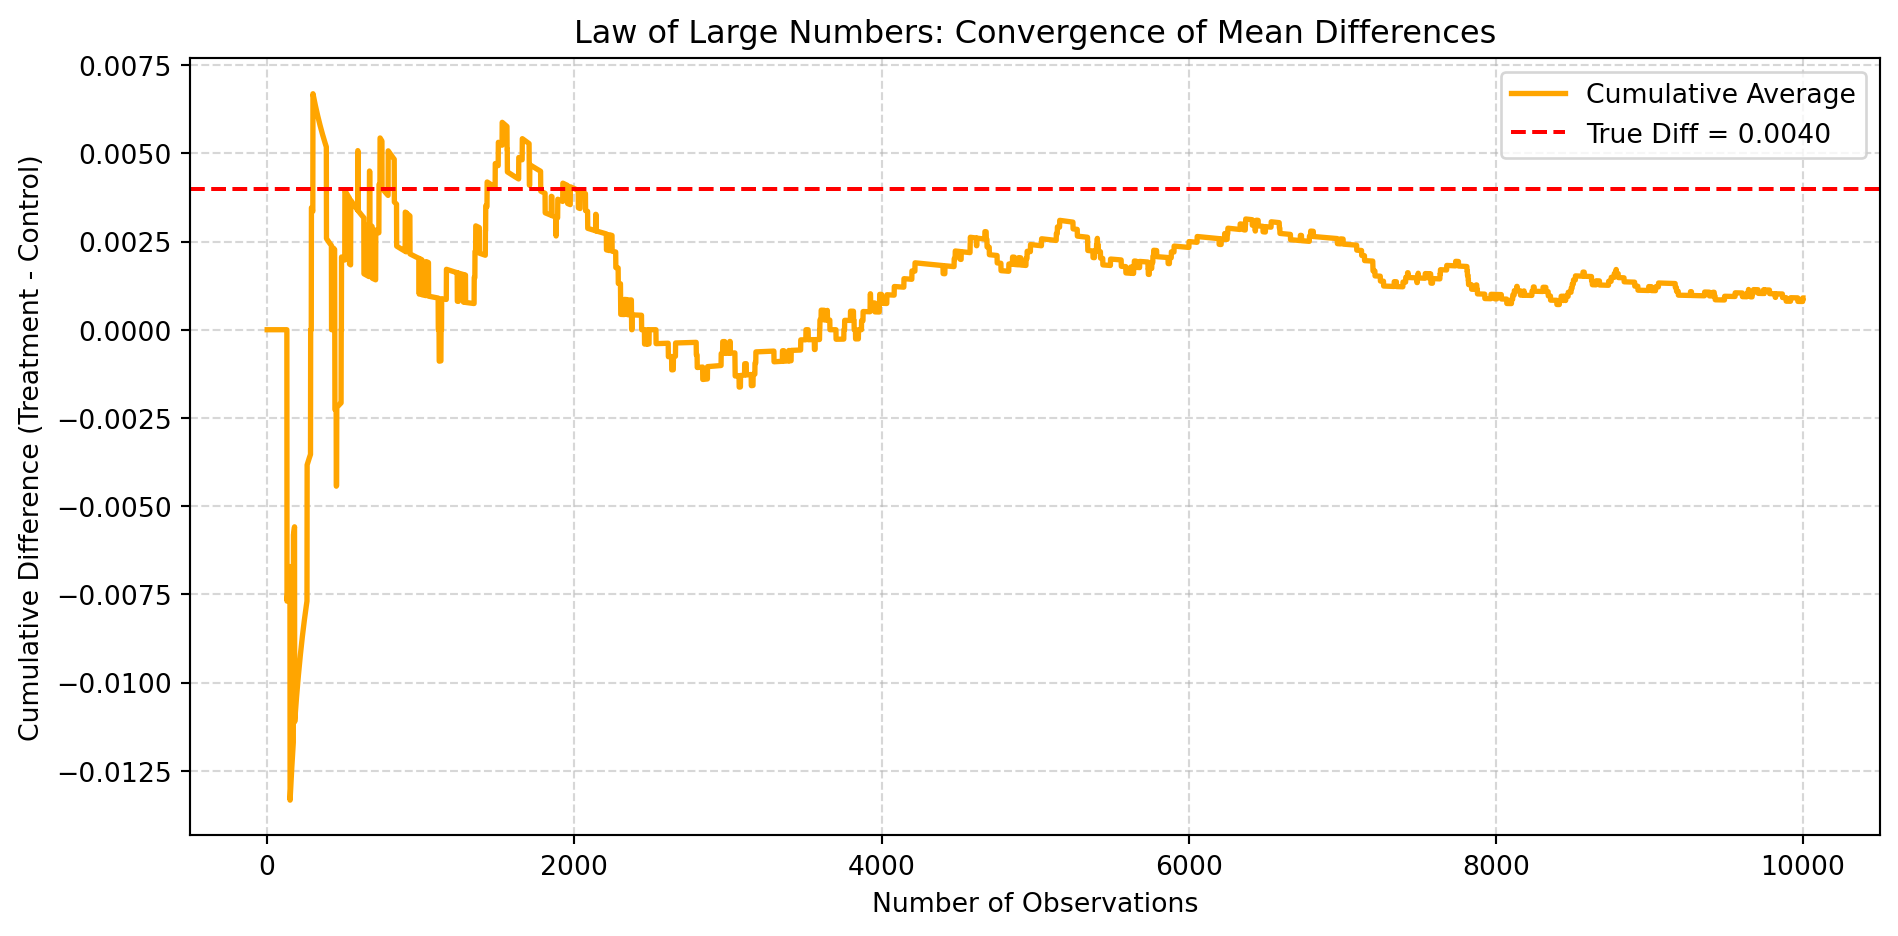 Law of Large Numbers: Convergence of Mean Differences
Cumulative Average
True Diff = 0.0040
Cumulative Difference (Treatment - Control)
0.0075
0.0050
0.0025
0.0000
−0.0025
−0.0050
−0.0075
−0.0100
−0.0125
0 2000 4000 6000 8000 10000
Number of Observations